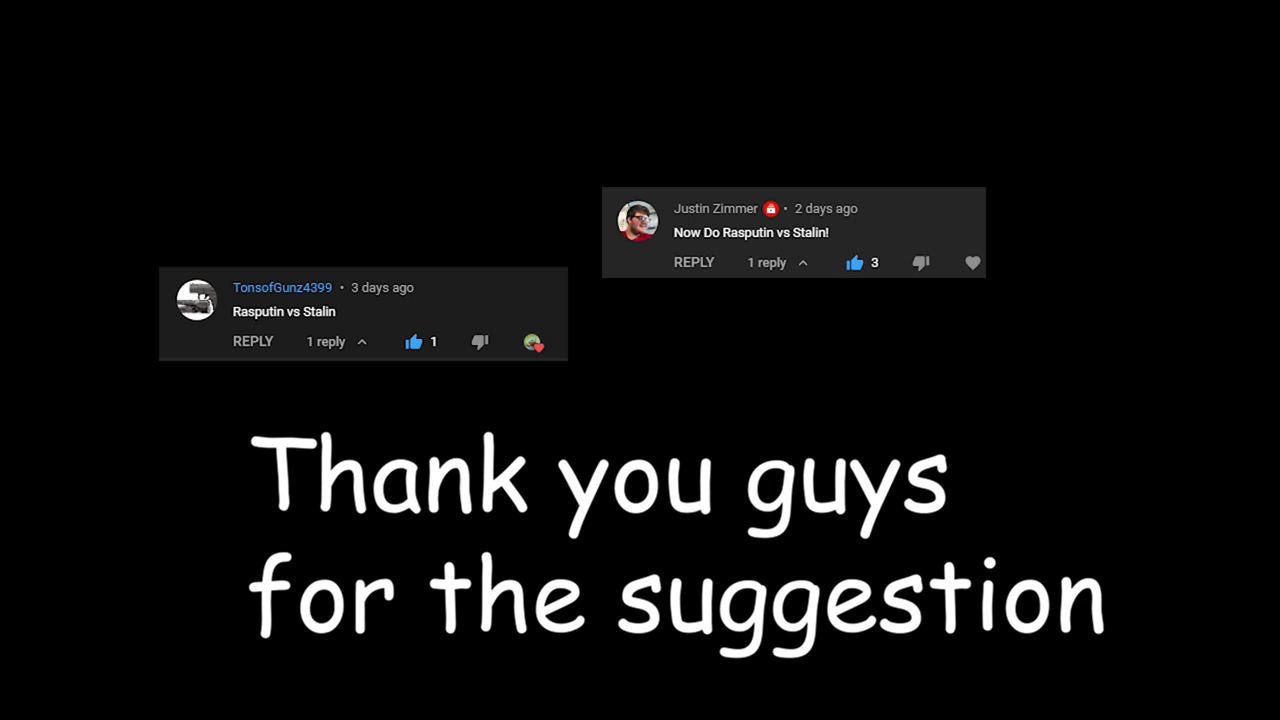 Justin Zimmer • 2 days ago
Now Do Rasputin vs Stalin!
REPLY 1 reply 3
TonsofGunz4399 • 3 days ago
Rasputin vs Stalin
REPLY 1 reply 1
Thank you guys
for the suggestion